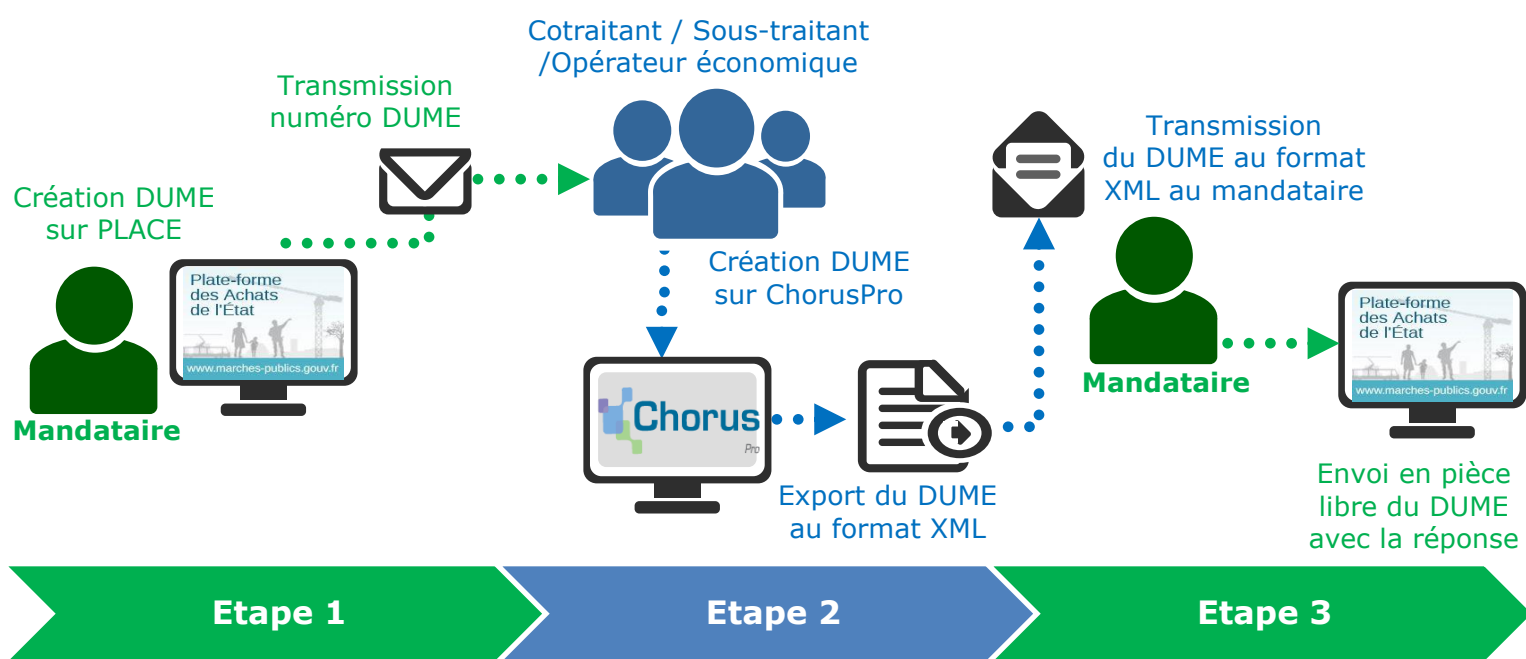 Cotraitant / Sous-traitant
/Opérateur économique
Transmission
numéro DUME
Création DUME
sur PLACE
Plate-forme
des Achats
de l'État
www.marches-publics.gouv.fr
Mandataire
Création DUME
sur ChorusPro
Chorus
Pro
Export du DUME
au format XML
Transmission
du DUME au format
XML au mandataire
Mandataire
Plate-forme
des Achats
de l'État
www.marches-publics.gouv.fr
Envoi en pièce
libre du DUME
avec la réponse
Etape 1
Etape 2
Etape 3